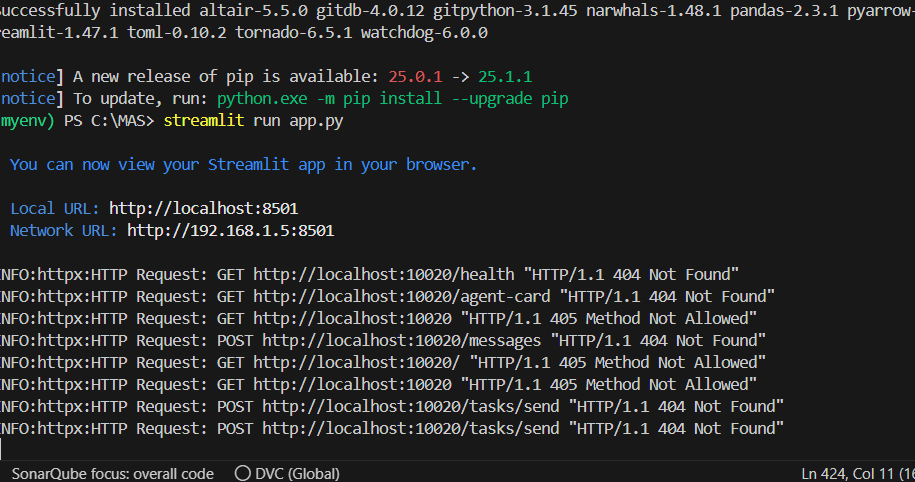 uccessfully installed altair-5.5.0 gitdb-4.0.12 gitpython-3.1.45 narwhals-1.48.1 pandas-2.3.1 pyarrow-
eamlit-1.47.1 toml-0.10.2 tornado-6.5.1 watchdog-6.0.0
notice] A new release of pip is available: 25.0.1 -> 25.1.1
notice] To update, run: python.exe -m pip install --upgrade pip
myenv) PS C:\MAS> streamlit run app.py
You can now view your Streamlit app in your browser.
Local URL: http://localhost:8501
Network URL: http://192.168.1.5:8501
NFO:httpx:HTTP Request: GET http://localhost:10020/health "HTTP/1.1 404 Not Found"
NFO:httpx:HTTP Request: GET http://localhost:10020/agent-card "HTTP/1.1 404 Not Found"
NFO:httpx:HTTP Request: GET http://localhost:10020 "HTTP/1.1 405 Method Not Allowed"
NFO:httpx:HTTP Request: POST http://localhost:10020/messages "HTTP/1.1 404 Not Found"
NFO:httpx:HTTP Request: GET http://localhost:10020/ "HTTP/1.1 405 Method Not Allowed"
NFO:httpx:HTTP Request: GET http://localhost:10020 "HTTP/1.1 405 Method Not Allowed"
NFO:httpx:HTTP Request: POST http://localhost:10020/tasks/send "HTTP/1.1 404 Not Found"
NFO:httpx:HTTP Request: POST http://localhost:10020/tasks/send "HTTP/1.1 404 Not Found"
SonarQube focus: overall code DVC (Global) Ln 424, Col 11 (16